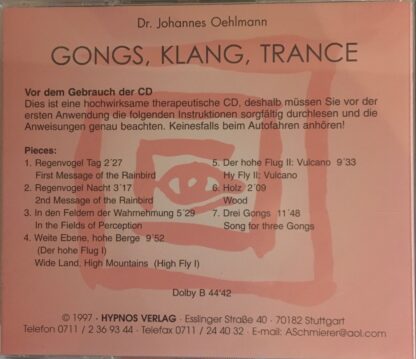 Dr. Johannes Oehlmann
GONGS, KLANG, TRANCE
Vor dem Gebrauch der CD
Dies ist eine hochwirksame therapeutische CD, deshalb müssen Sie vor der
ersten Anwendung die folgenden Instruktionen sorgfältig durchlesen und die
Anweisungen genau beachten. Keinesfalls beim Autofahren anhören!
Pieces:
1. Regenvogel Tag 2´27
First Message of the Rainbird
2. Regenvogel Nacht 3´17
2nd Message of the Rainbird
3. In den Feldern der Wahrnehmung 5´29
In the Fields of Perception
4. Weite Ebene, hohe Berge 9´52
(Der hohe Flug I)
Wide Land, High Mountains (High Fly I)
5. Der hohe Flug II: Vulcano 9´33
Hy Fly II: Vulcano
6: Holz 2´09
Wood
7. Drei Gongs 11´48
Song for three Gongs
Dolby B 44'42
© 1997 · HYPNOS VERLAG · Esslinger Straße 40 · 70182 Stuttgart
Telefon 0711 / 2 36 93 44 · Telefax 0711 / 24 40 32 · E-mail: ASchmierer@aol.com